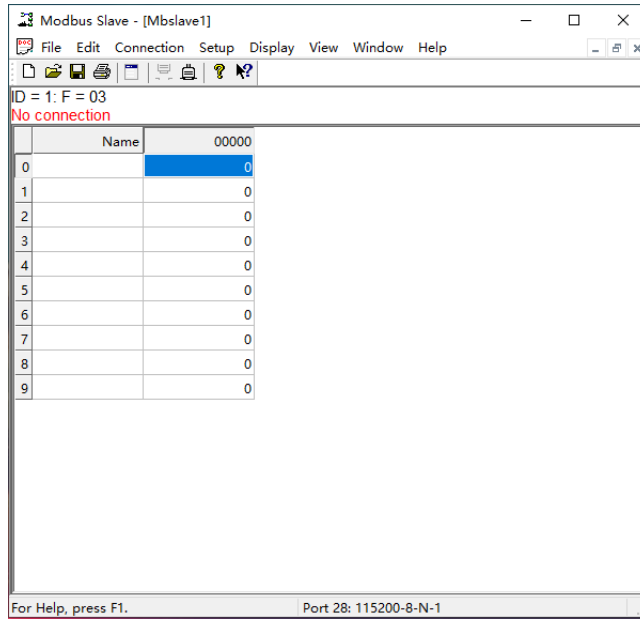 Modbus Slave - [Mbslave1]
File Edit Connection Setup Display View Window Help
ID = 1: F = 03
No connection
Name 00000
0 0
1 0
2 0
3 0
4 0
5 0
6 0
7 0
8 0
9 0
For Help, press F1. Port 28: 115200-8-N-1